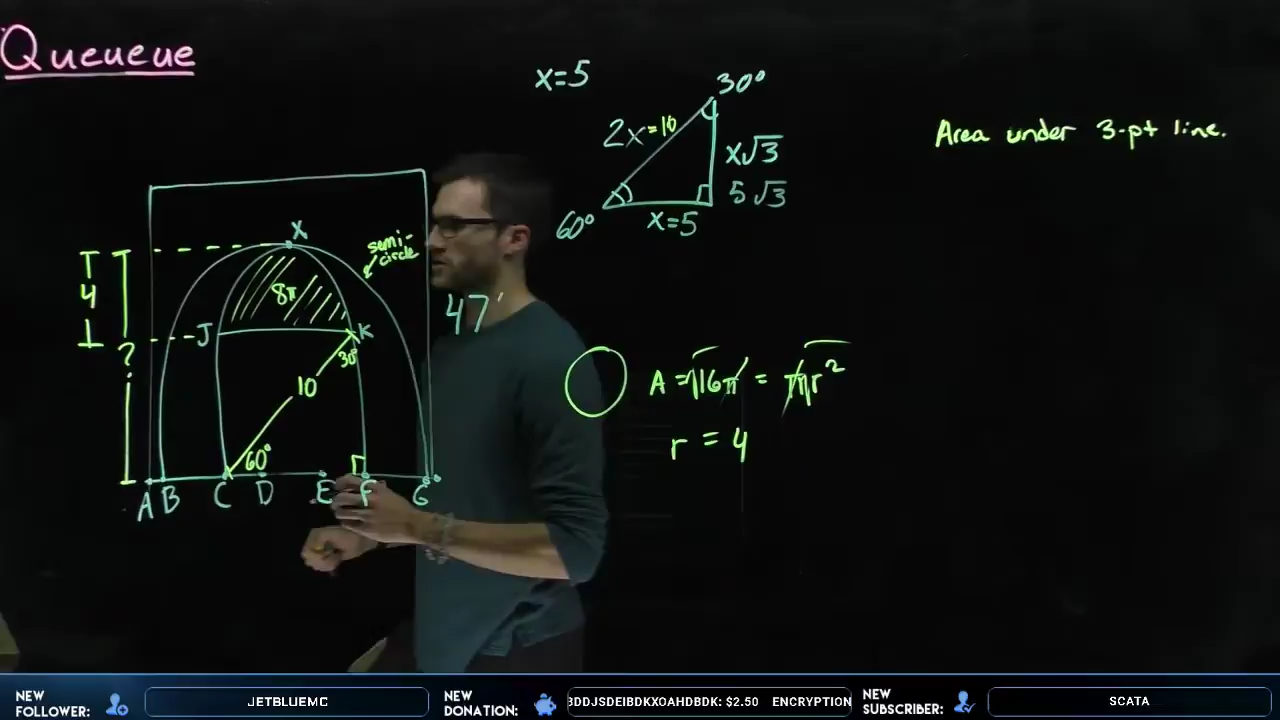 Queueue
x=5
30°
2x=10
x√3
5√3
60°
x=5
Area under 3-pt line.
X
semi-
circle
4
8π
J
K
47'
?
30°
10
60°
A B C D E F G
A = √16π = √πr²
r = 4
NEW
FOLLOWER:
JETBLUEMC
NEW
DONATION:
3DDJSDEIBDKXOAHDBDK: $2.50 ENCRYPTION
NEW
SUBSCRIBER:
SCATA